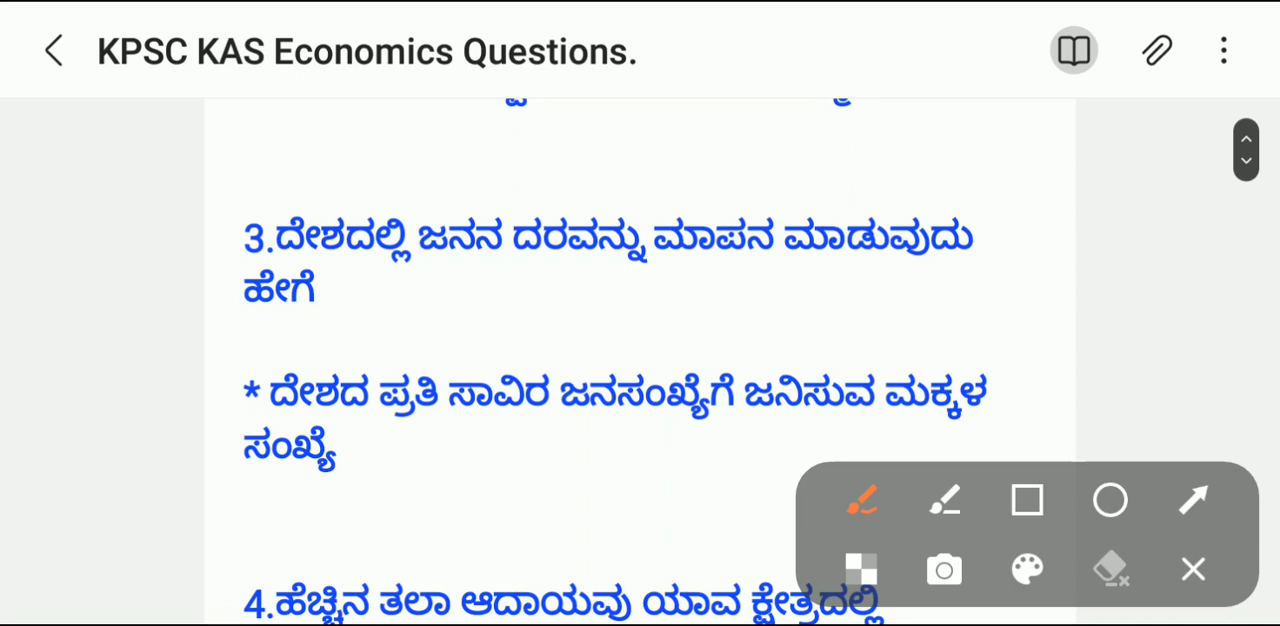 KPSC KAS Economics Questions.
3.ದೇಶದಲ್ಲಿ ಜನನ ದರವನ್ನು ಮಾಪನ ಮಾಡುವುದು
ಹೇಗೆ
* ದೇಶದ ಪ್ರತಿ ಸಾವಿರ ಜನಸಂಖ್ಯೆಗೆ ಜನಿಸುವ ಮಕ್ಕಳ
ಸಂಖ್ಯೆ
4.ಹೆಚ್ಚಿನ ತಲಾ ಆದಾಯವು ಯಾವ ಕ್ಷೇತ್ರದಲ್ಲಿ